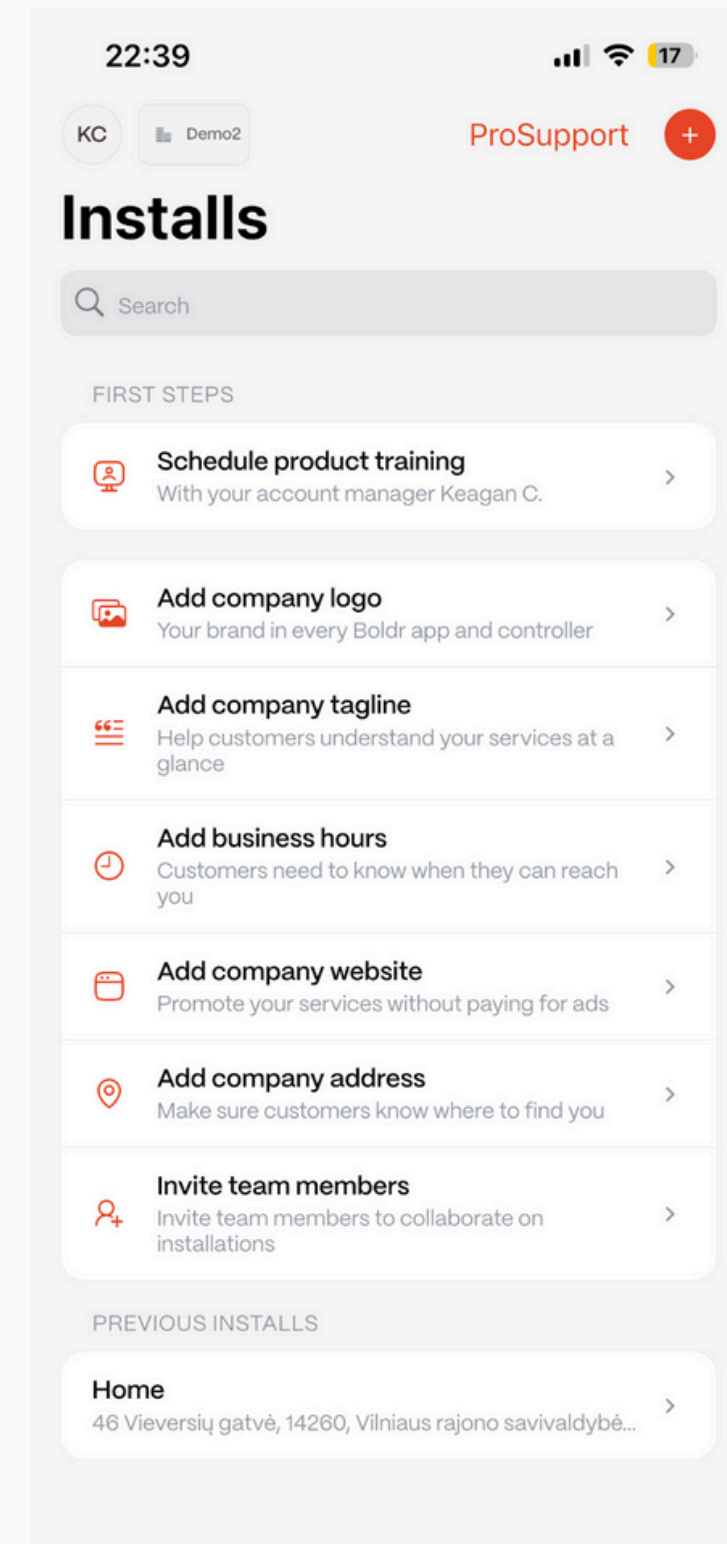 22:39
17
KC
Demo2
ProSupport
+
Installs
Search
FIRST STEPS
Schedule product training
With your account manager Keagan C.
Add company logo
Your brand in every Boldr app and controller
Add company tagline
Help customers understand your services at a
glance
Add business hours
Customers need to know when they can reach
you
Add company website
Promote your services without paying for ads
Add company address
Make sure customers know where to find you
Invite team members
Invite team members to collaborate on
installations
PREVIOUS INSTALLS
Home
46 Vieversių gatvė, 14260, Vilniaus rajono savivaldybė...